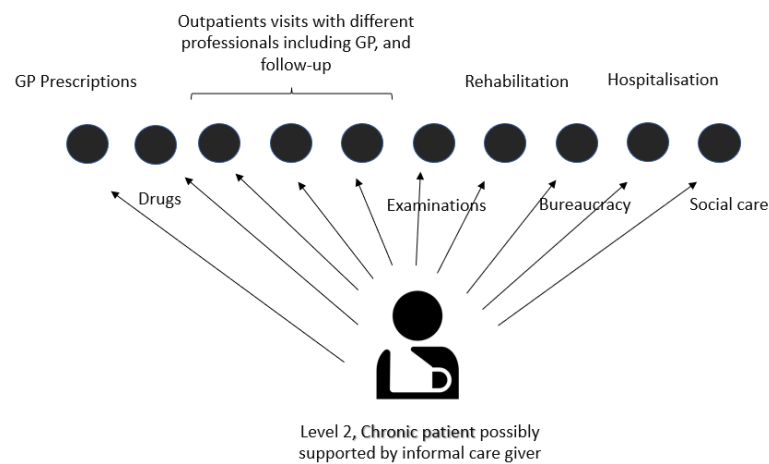 Outpatients visits with different
professionals including GP, and
follow-up
GP Prescriptions
Rehabilitation
Hospitalisation
Drugs
Examinations
Bureaucracy
Social care
Level 2, Chronic patient possibly
supported by informal care giver